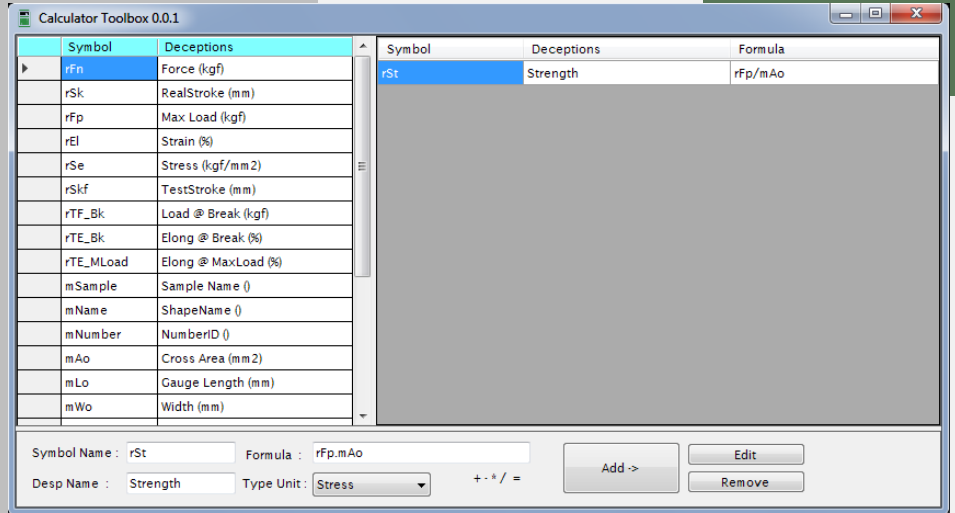 Calculator Toolbox 0.0.1
Symbol Deceptions
rFn Force (kgf)
rSk RealStroke (mm)
rFp Max Load (kgf)
rEl Strain (%)
rSe Stress (kgf/mm2)
rSkf TestStroke (mm)
rTF_Bk Load @ Break (kgf)
rTE_Bk Elong @ Break (%)
rTE_MLoad Elong @ MaxLoad (%)
mSample Sample Name ()
mName ShapeName ()
mNumber NumberID ()
mAo Cross Area (mm2)
mLo Gauge Length (mm)
mWo Width (mm)
Symbol Deceptions Formula
rSt Strength rFp/mAo
Symbol Name : rSt Formula : rFp.mAo
Desp Name : Strength Type Unit : Stress
+ - * / =
Add ->
Edit
Remove